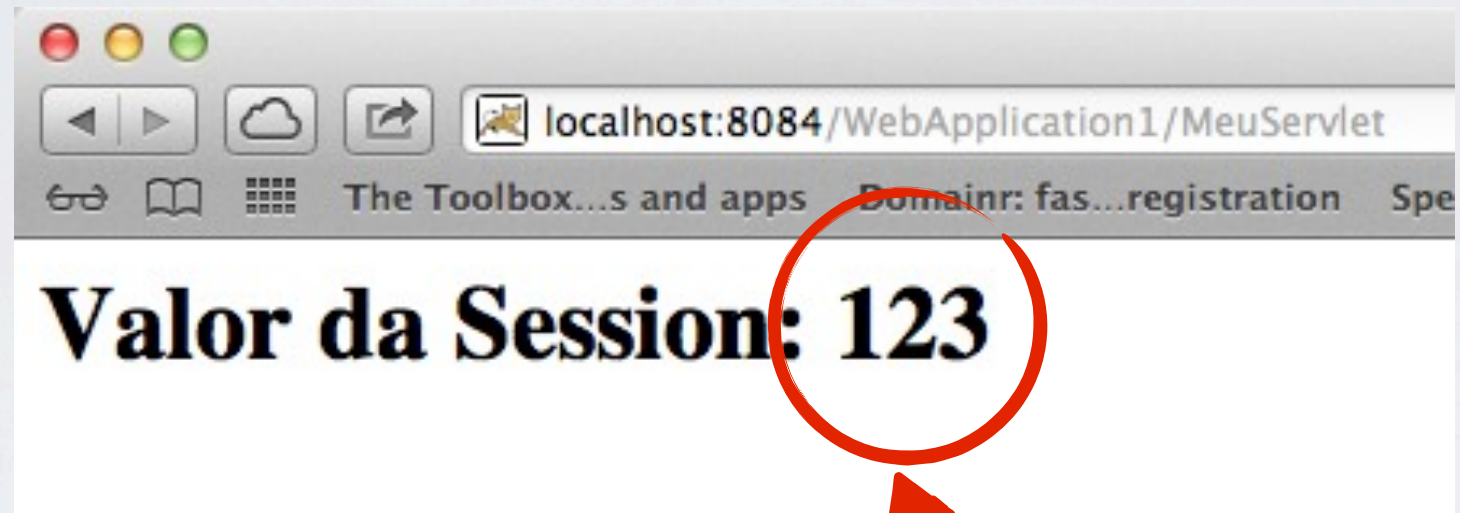 localhost:8084/WebApplication1/MeuServlet
The Toolbox...s and apps Domainr: fas...registration Spe
Valor da Session: 123